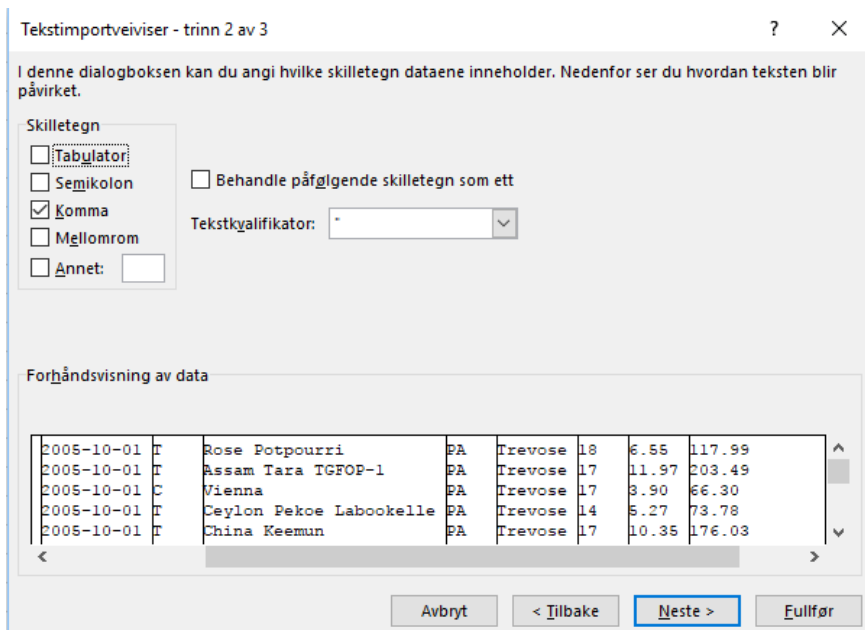 Tekstimportveiviser - trinn 2 av 3
I denne dialogboksen kan du angi hvilke skilletegn dataene inneholder. Nedenfor ser du hvordan teksten blir
påvirket.
Skilletegn
Tabulator
Semikolon
Komma
Mellomrom
Annet:
Behandle påfølgende skilletegn som ett
Tekstkvalifikator: "
Forhåndsvisning av data
2005-10-01 T Rose Potpourri PA Trevose 18 6.55 117.99
2005-10-01 T Assam Tara TGFOP-1 PA Trevose 17 11.97 203.49
2005-10-01 C Vienna PA Trevose 17 3.90 66.30
2005-10-01 T Ceylon Pekoe Labookelle PA Trevose 14 5.27 73.78
2005-10-01 T China Keemun PA Trevose 17 10.35 176.03
Avbryt < Tilbake Neste > Fullfør